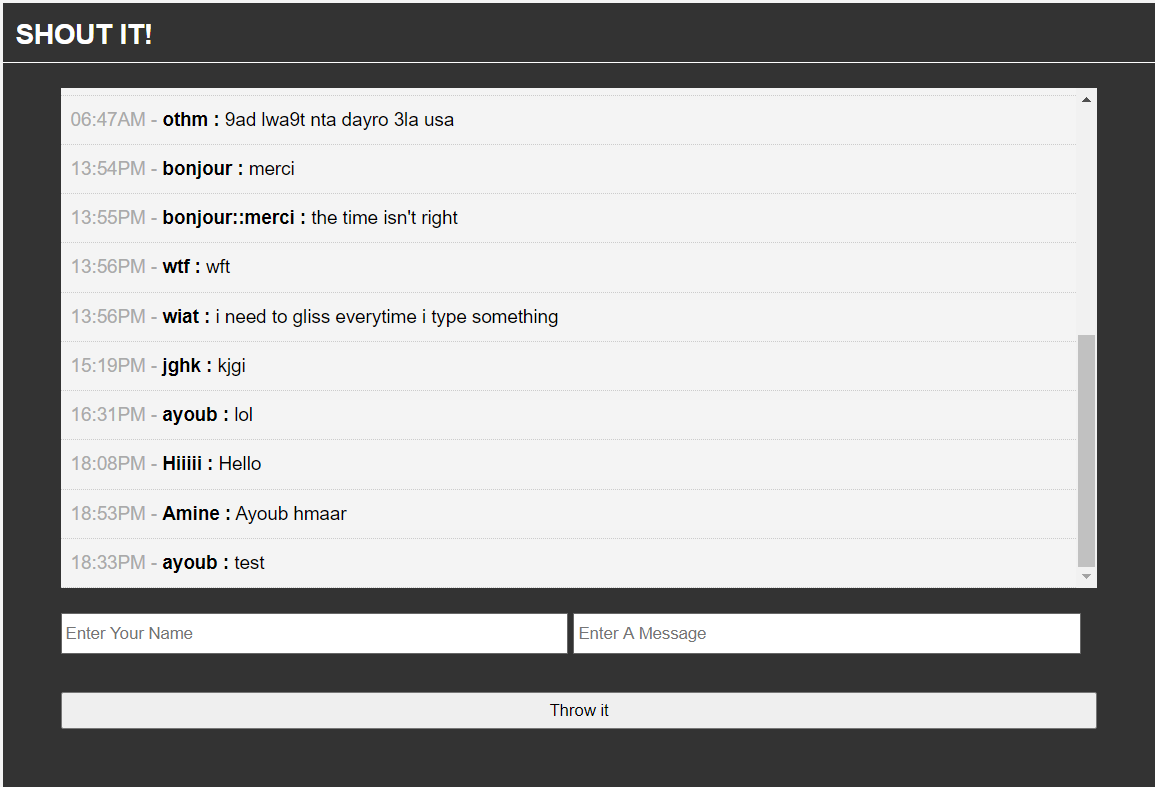 SHOUT IT!
06:47AM - othm : 9ad lwa9t nta dayro 3la usa
13:54PM - bonjour : merci
13:55PM - bonjour::merci : the time isn't right
13:56PM - wtf : wft
13:56PM - wiat : i need to gliss everytime i type something
15:19PM - jghk : kjgi
16:31PM - ayoub : lol
18:08PM - Hiiiii : Hello
18:53PM - Amine : Ayoub hmaar
18:33PM - ayoub : test
Enter Your Name Enter A Message
Throw it